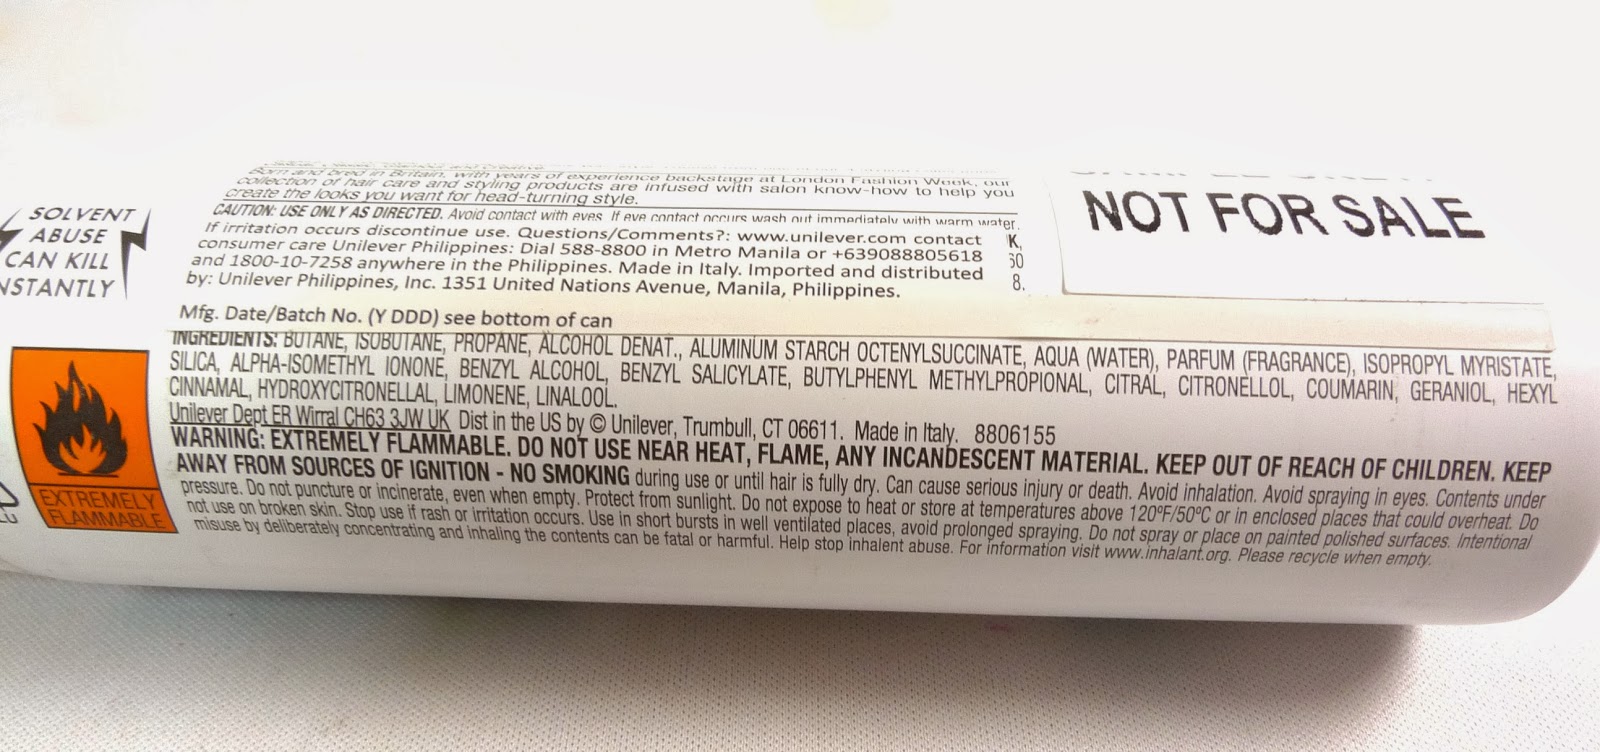 Born and bred in Britain, with years of experience backstage at London Fashion Week, our
collection of hair care and styling products are infused with salon know-how to help you
create the looks you want for head-turning style.
CAUTION: USE ONLY AS DIRECTED. Avoid contact with eyes. If eye contact occurs wash out immediately with warm water.
If irritation occurs discontinue use. Questions/Comments?: www.unilever.com contact
consumer care Unilever Philippines: Dial 588-8800 in Metro Manila or +639088805618
and 1800-10-7258 anywhere in the Philippines. Made in Italy. Imported and distributed
by: Unilever Philippines, Inc. 1351 United Nations Avenue, Manila, Philippines.
K,
60
8.
Mfg. Date/Batch No. (Y DDD) see bottom of can
NOT FOR SALE
SOLVENT
ABUSE
CAN KILL
INSTANTLY
EXTREMELY
FLAMMABLE
INGREDIENTS: BUTANE, ISOBUTANE, PROPANE, ALCOHOL DENAT., ALUMINUM STARCH OCTENYLSUCCINATE, AQUA (WATER), PARFUM (FRAGRANCE), ISOPROPYL MYRISTATE,
SILICA, ALPHA-ISOMETHYL IONONE, BENZYL ALCOHOL, BENZYL SALICYLATE, BUTYLPHENYL METHYLPROPIONAL, CITRAL, CITRONELLOL, COUMARIN, GERANIOL, HEXYL
CINNAMAL, HYDROXYCITRONELLAL, LIMONENE, LINALOOL.
Unilever Dept ER Wirral CH63 3JW UK Dist in the US by © Unilever, Trumbull, CT 06611. Made in Italy. 8806155
WARNING: EXTREMELY FLAMMABLE. DO NOT USE NEAR HEAT, FLAME, ANY INCANDESCENT MATERIAL. KEEP OUT OF REACH OF CHILDREN. KEEP
AWAY FROM SOURCES OF IGNITION - NO SMOKING during use or until hair is fully dry. Can cause serious injury or death. Avoid inhalation. Avoid spraying in eyes. Contents under
pressure. Do not puncture or incinerate, even when empty. Protect from sunlight. Do not expose to heat or store at temperatures above 120ºF/50ºC or in enclosed places that could overheat. Do
not use on broken skin. Stop use if rash or irritation occurs. Use in short bursts in well ventilated places, avoid prolonged spraying. Do not spray or place on painted polished surfaces. Intentional
misuse by deliberately concentrating and inhaling the contents can be fatal or harmful. Help stop inhalent abuse. For information visit www.inhalant.org. Please recycle when empty.